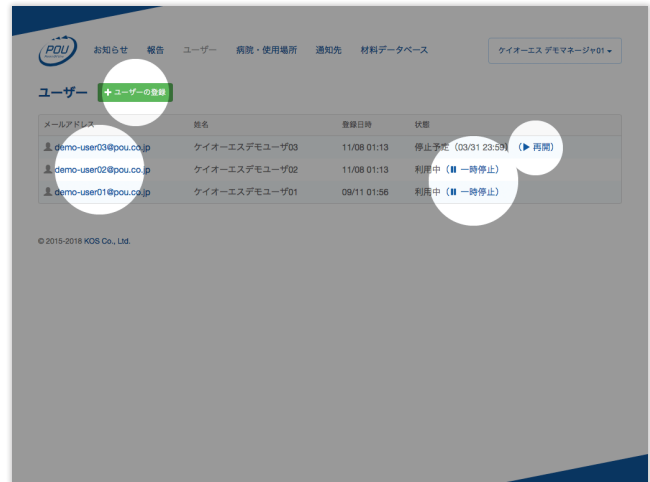 POU
お知らせ 報告 ユーザー 病院・使用場所 通知先 材料データベース ケイオーエス デモマネージャ01
ユーザー + ユーザーの登録
メールアドレス 姓名 登録日時 状態
demo-user03@pou.co.jp ケイオーエスデモユーザ03 11/08 01:13 停止予定（03/31 23:59）（▶ 再開）
demo-user02@pou.co.jp ケイオーエスデモユーザ02 11/08 01:13 利用中（⏸ 一時停止）
demo-user01@pou.co.jp ケイオーエスデモユーザ01 09/11 01:56 利用中（⏸ 一時停止）
© 2015-2018 KOS Co., Ltd.